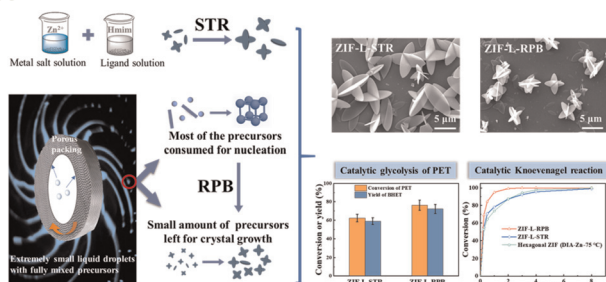 Zn²⁺
+
Hmim
Metal salt solution
Ligand solution
STR
Porous
packing
Extremely small liquid droplets
with fully mixed precursors
Most of the precursors
consumed for nucleation
RPB
Small amount of precursors
left for crystal growth
ZIF-L-STR
5 μm
ZIF-L-RPB
5 μm
Catalytic glycolysis of PET
Conversion or yield (%)
100
80
60
40
20
0
Conversion of PET
Yield of BHET
ZIF-L-STR
ZIF-L-RPB
Catalytic Knoevenagel reaction
Conversion (%)
100
80
60
40
20
0
ZIF-L-RPB
ZIF-L-STR
Hexagonal ZIF (DIA-Zn-75 °C)
0
2
4
6
8